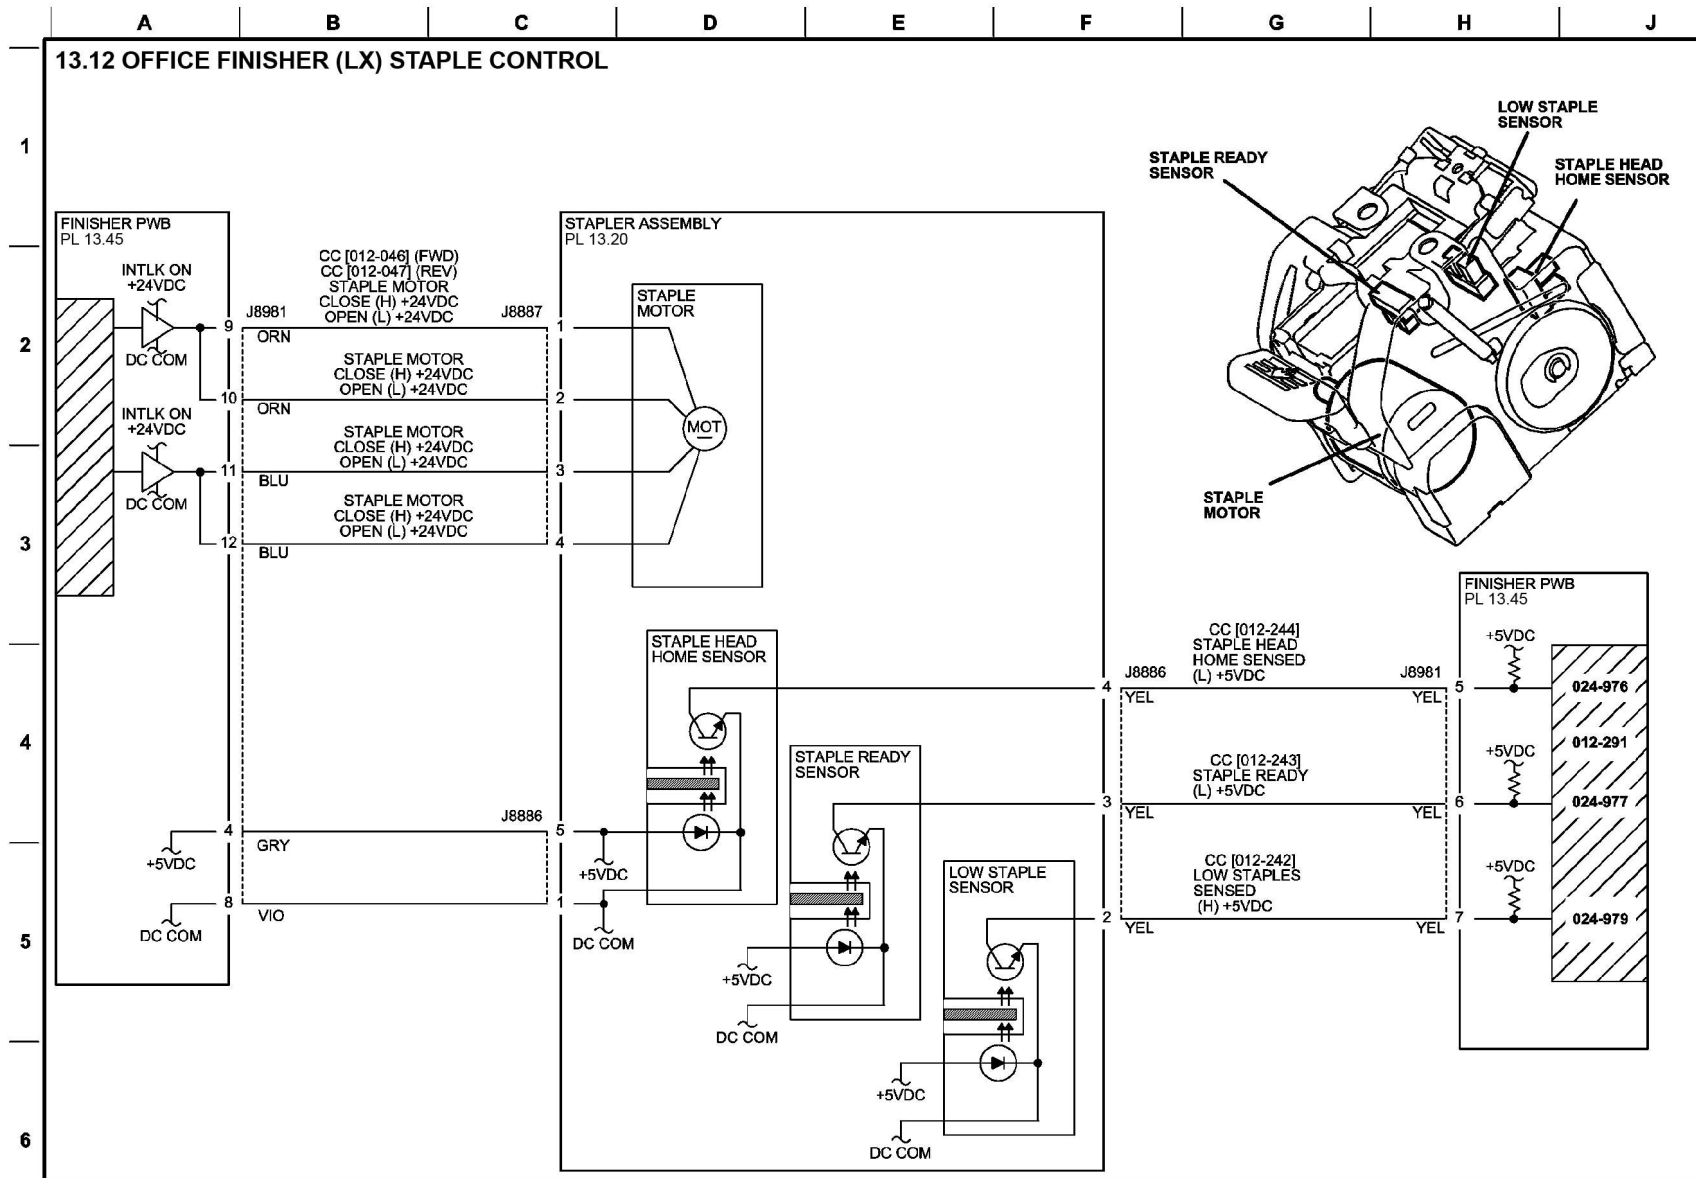 A B C D E F G H J
13.12 OFFICE FINISHER (LX) STAPLE CONTROL
1
2
3
4
5
6
LOW STAPLE
SENSOR
STAPLE READY
SENSOR
STAPLE HEAD
HOME SENSOR
STAPLE
MOTOR
FINISHER PWB
PL 13.45
INTLK ON
+24VDC
DC COM
INTLK ON
+24VDC
DC COM
9
10
11
12
J8981
CC [012-046] (FWD)
CC [012-047] (REV)
STAPLE MOTOR
CLOSE (H) +24VDC
OPEN (L) +24VDC
ORN
STAPLE MOTOR
CLOSE (H) +24VDC
OPEN (L) +24VDC
ORN
STAPLE MOTOR
CLOSE (H) +24VDC
OPEN (L) +24VDC
BLU
STAPLE MOTOR
CLOSE (H) +24VDC
OPEN (L) +24VDC
BLU
J8887
1
2
3
4
STAPLER ASSEMBLY
PL 13.20
STAPLE
MOTOR
MOT
+5VDC
4
GRY
J8886
5
+5VDC
DC COM
8
VIO
1
DC COM
STAPLE HEAD
HOME SENSOR
STAPLE READY
SENSOR
+5VDC
DC COM
LOW STAPLE
SENSOR
+5VDC
DC COM
J8886
4
YEL
CC [012-244]
STAPLE HEAD
HOME SENSED
(L) +5VDC
J8981
YEL
5
3
YEL
CC [012-243]
STAPLE READY
(L) +5VDC
YEL
6
2
YEL
CC [012-242]
LOW STAPLES
SENSED
(H) +5VDC
YEL
7
FINISHER PWB
PL 13.45
+5VDC
024-976
012-291
+5VDC
024-977
+5VDC
024-979